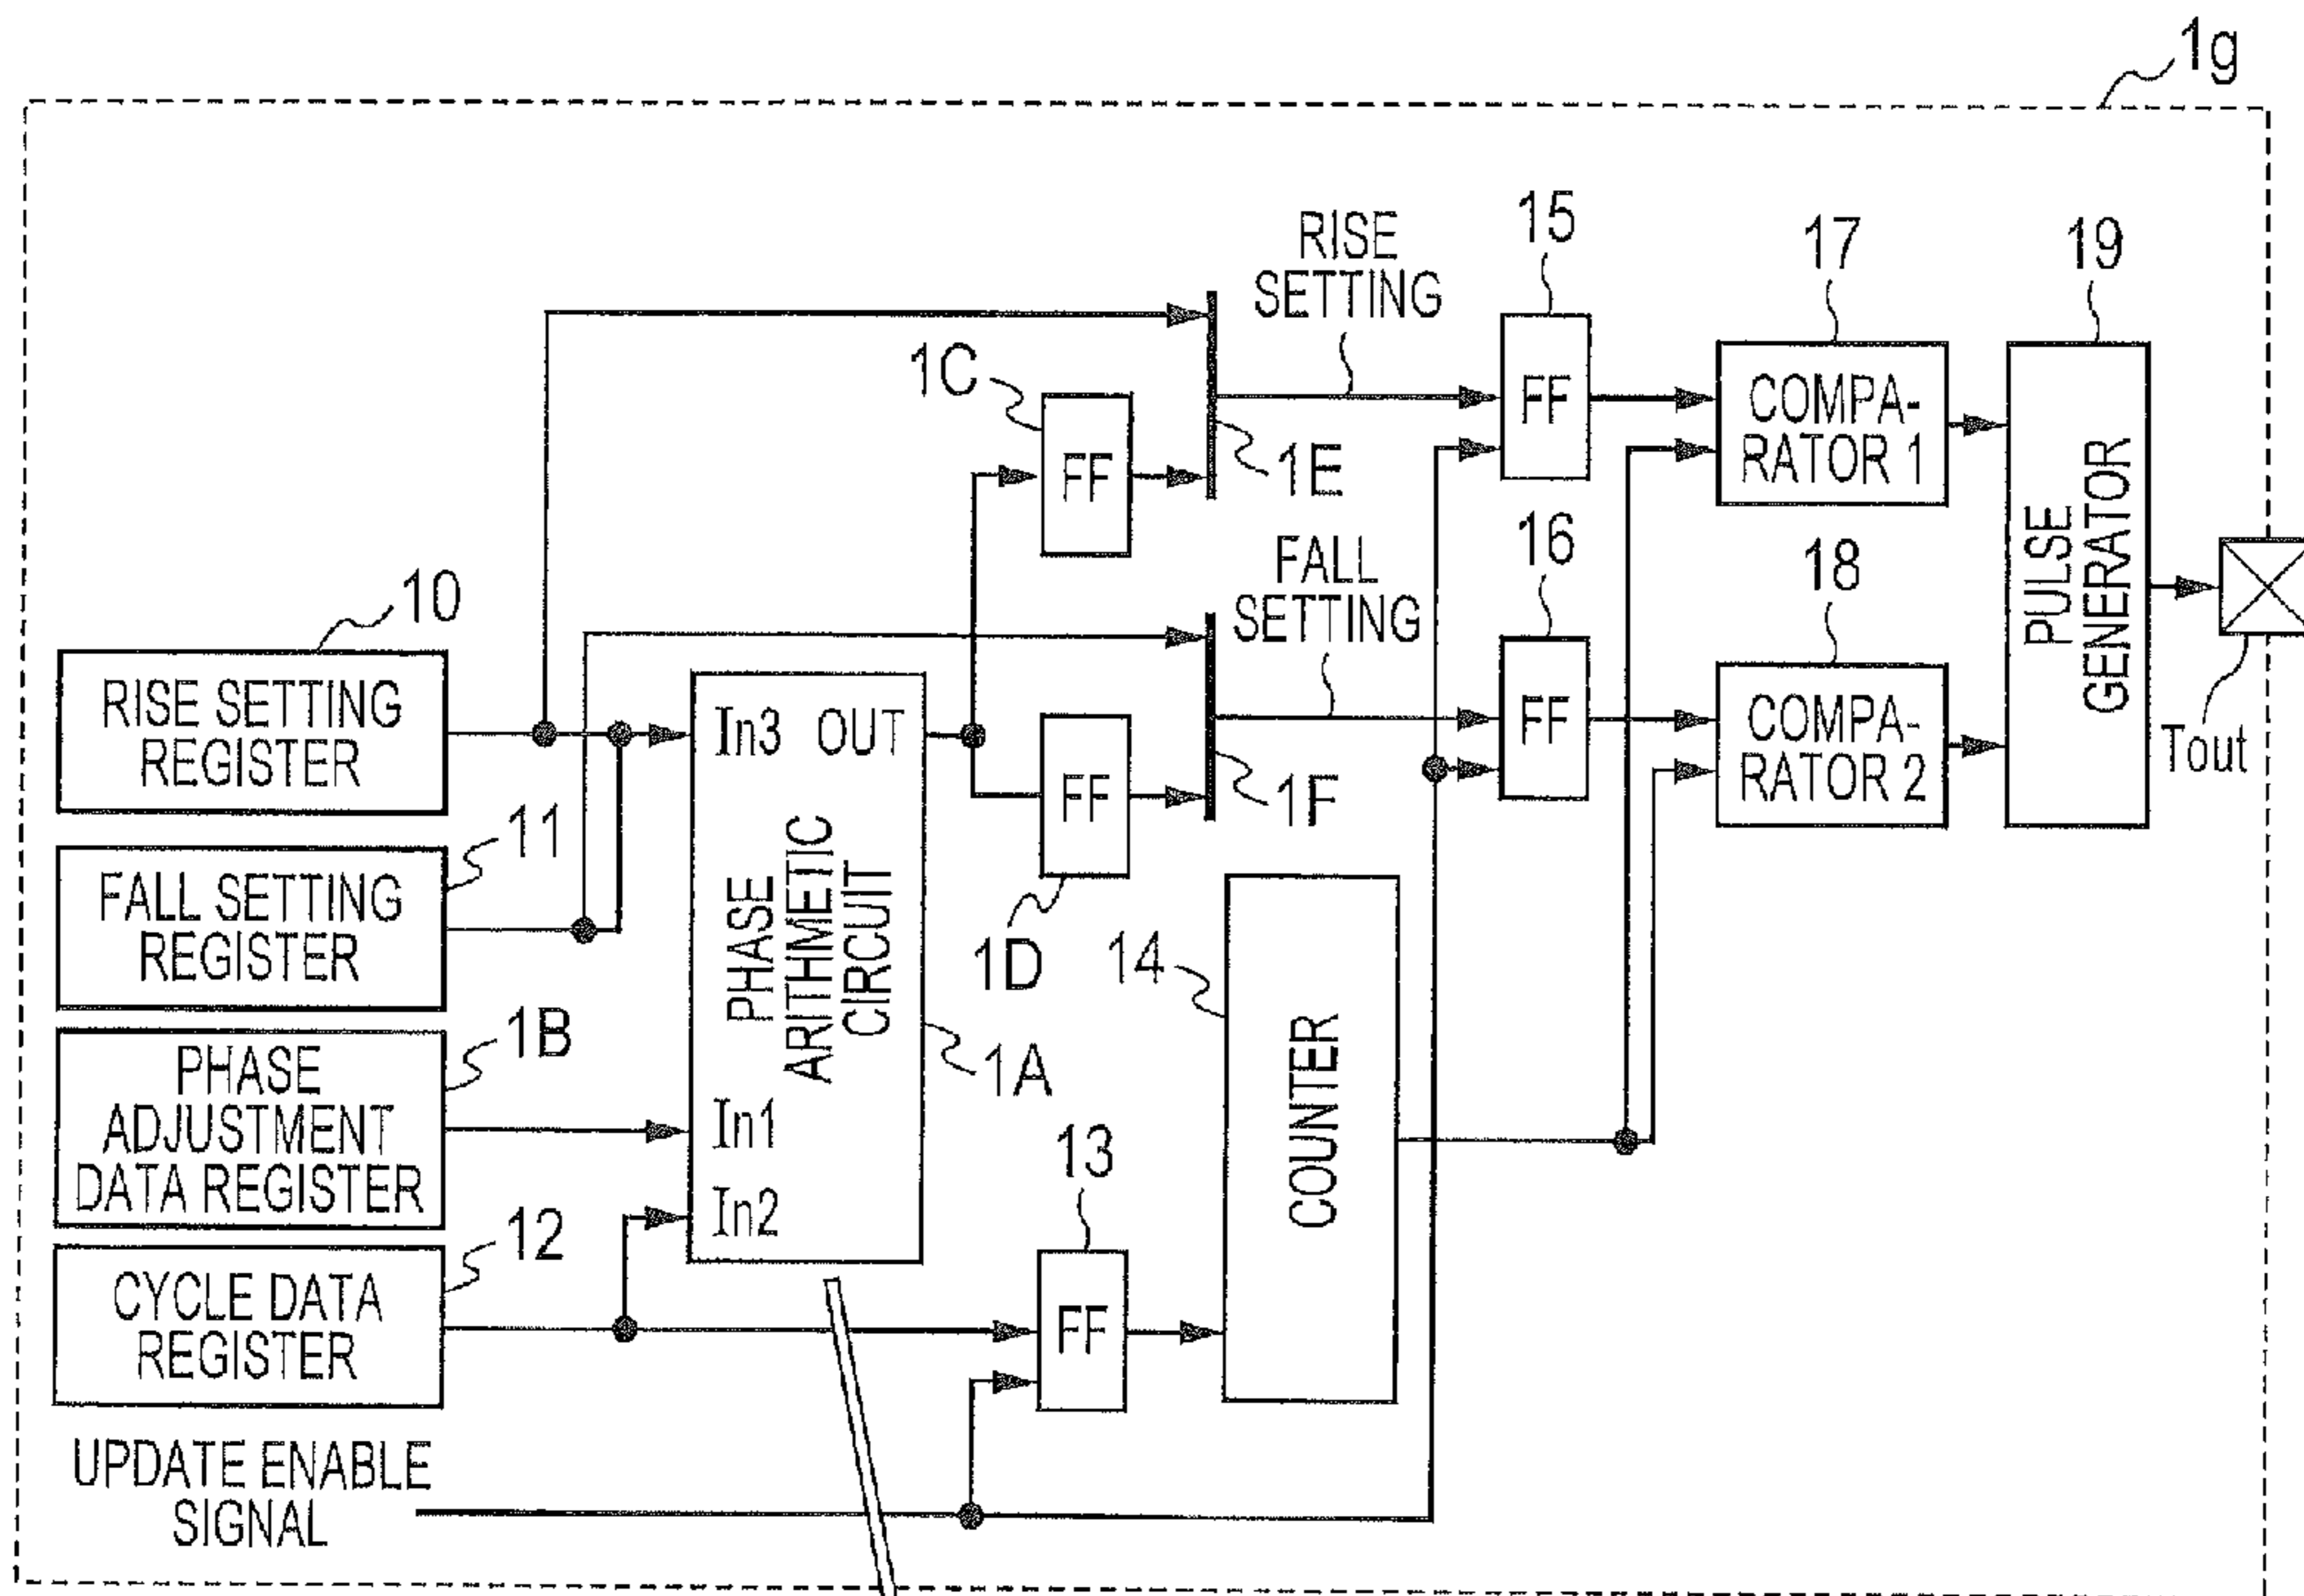 1g
15
17
19
RISE
SETTING
1C
FF
1E
FF
COMPA-
RATOR 1
PULSE
GENERATOR
16
18
FALL
SETTING
10
RISE SETTING
REGISTER
In3
OUT
PHASE
ARITHMETIC
CIRCUIT
FF
1F
FF
COMPA-
RATOR 2
Tout
11
FALL SETTING
REGISTER
1D
14
COUNTER
1B
PHASE
ADJUSTMENT
DATA REGISTER
1A
In1
In2
13
12
CYCLE DATA
REGISTER
FF
UPDATE ENABLE
SIGNAL